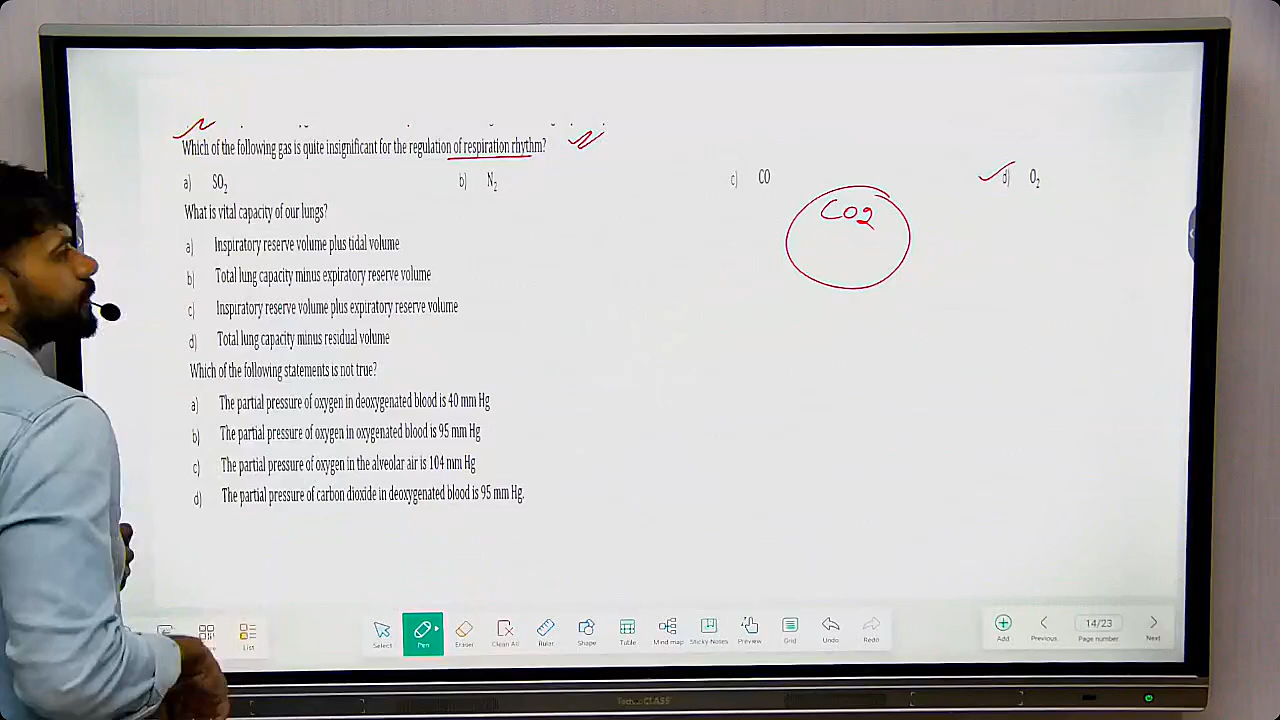 Which of the following gas is quite insignificant for the regulation of respiration rhythm?
a) SO₂ b) N₂ c) CO d) O₂
CO2
What is vital capacity of our lungs?
a) Inspiratory reserve volume plus tidal volume
b) Total lung capacity minus expiratory reserve volume
c) Inspiratory reserve volume plus expiratory reserve volume
d) Total lung capacity minus residual volume
Which of the following statements is not true?
a) The partial pressure of oxygen in deoxygenated blood is 40 mm Hg
b) The partial pressure of oxygen in oxygenated blood is 95 mm Hg
c) The partial pressure of oxygen in the alveolar air is 104 mm Hg
d) The partial pressure of carbon dioxide in deoxygenated blood is 95 mm Hg.
List Select Pen Eraser Clean All Ruler Shape Table Mind map Sticky Notes Preview Grid Undo Redo Add Previous 14/23 Page number Next